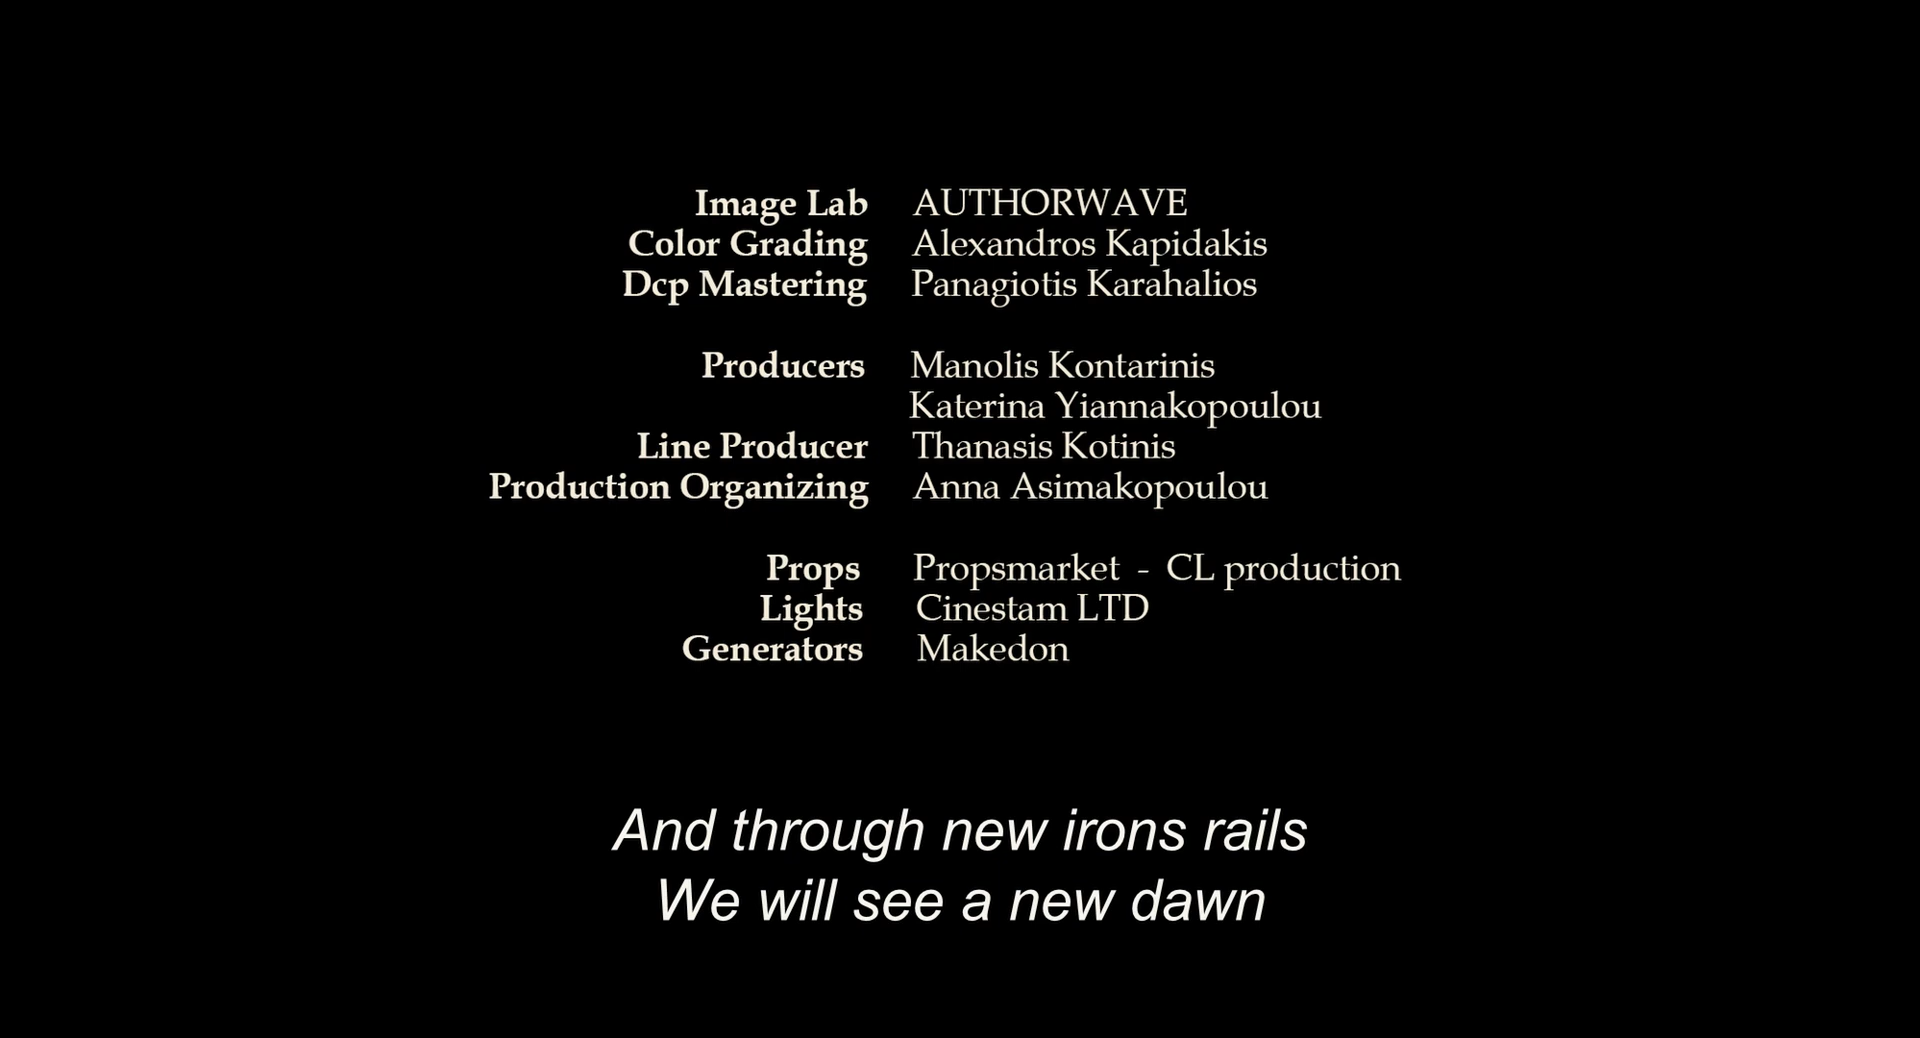 Image Lab AUTHORWAVE
Color Grading Alexandros Kapidakis
Dcp Mastering Panagiotis Karahalios
Producers Manolis Kontarinis
Katerina Yiannakopoulou
Line Producer Thanasis Kotinis
Production Organizing Anna Asimakopoulou
Props Propsmarket - CL production
Lights Cinestam LTD
Generators Makedon
And through new irons rails
We will see a new dawn